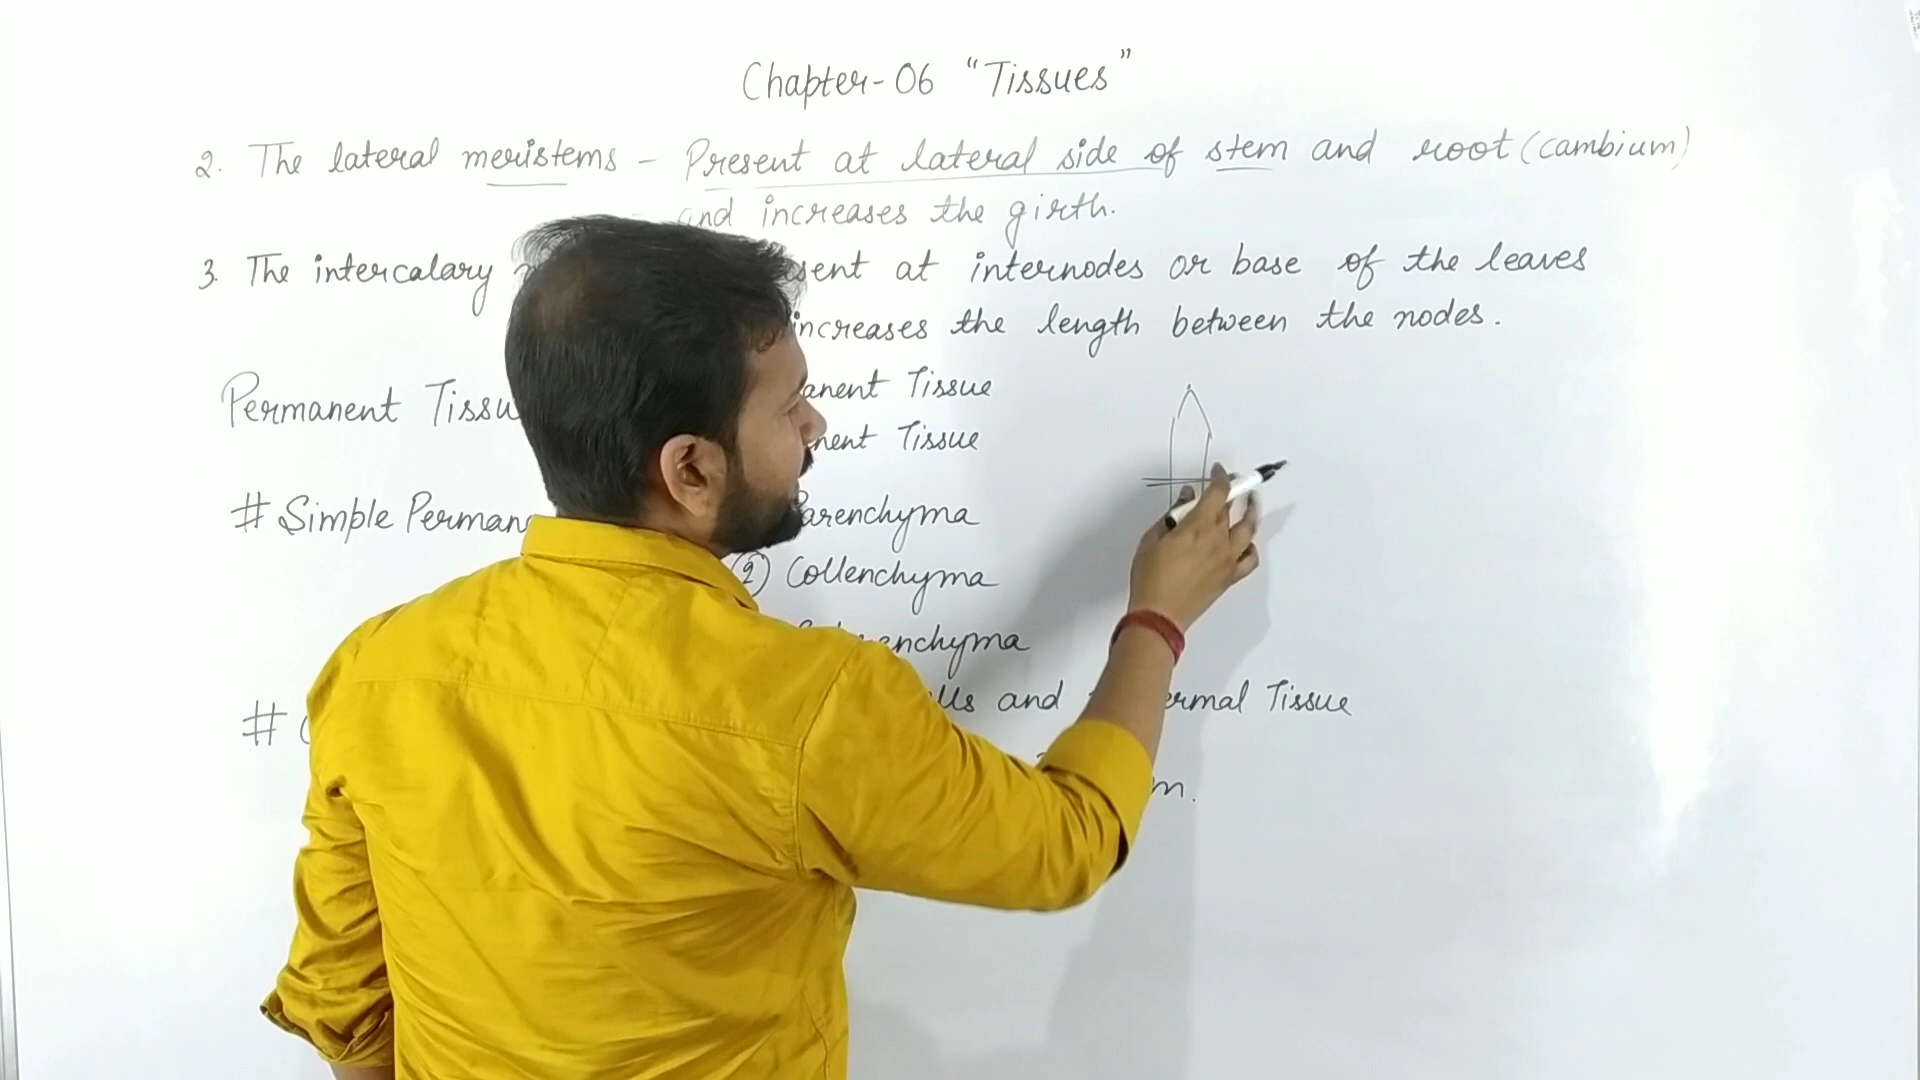 Chapter-06 "Tissues"
2. The lateral meristems - Present at lateral side of stem and root (cambium)
and increases the girth.
3. The intercalary sent at internodes or base of the leaves
increases the length between the nodes.
Permanent Tissu anent Tissue
nent Tissue
# Simple Perman arenchyma
② Collenchyma
enchyma
# lls and ermal Tissue
m.